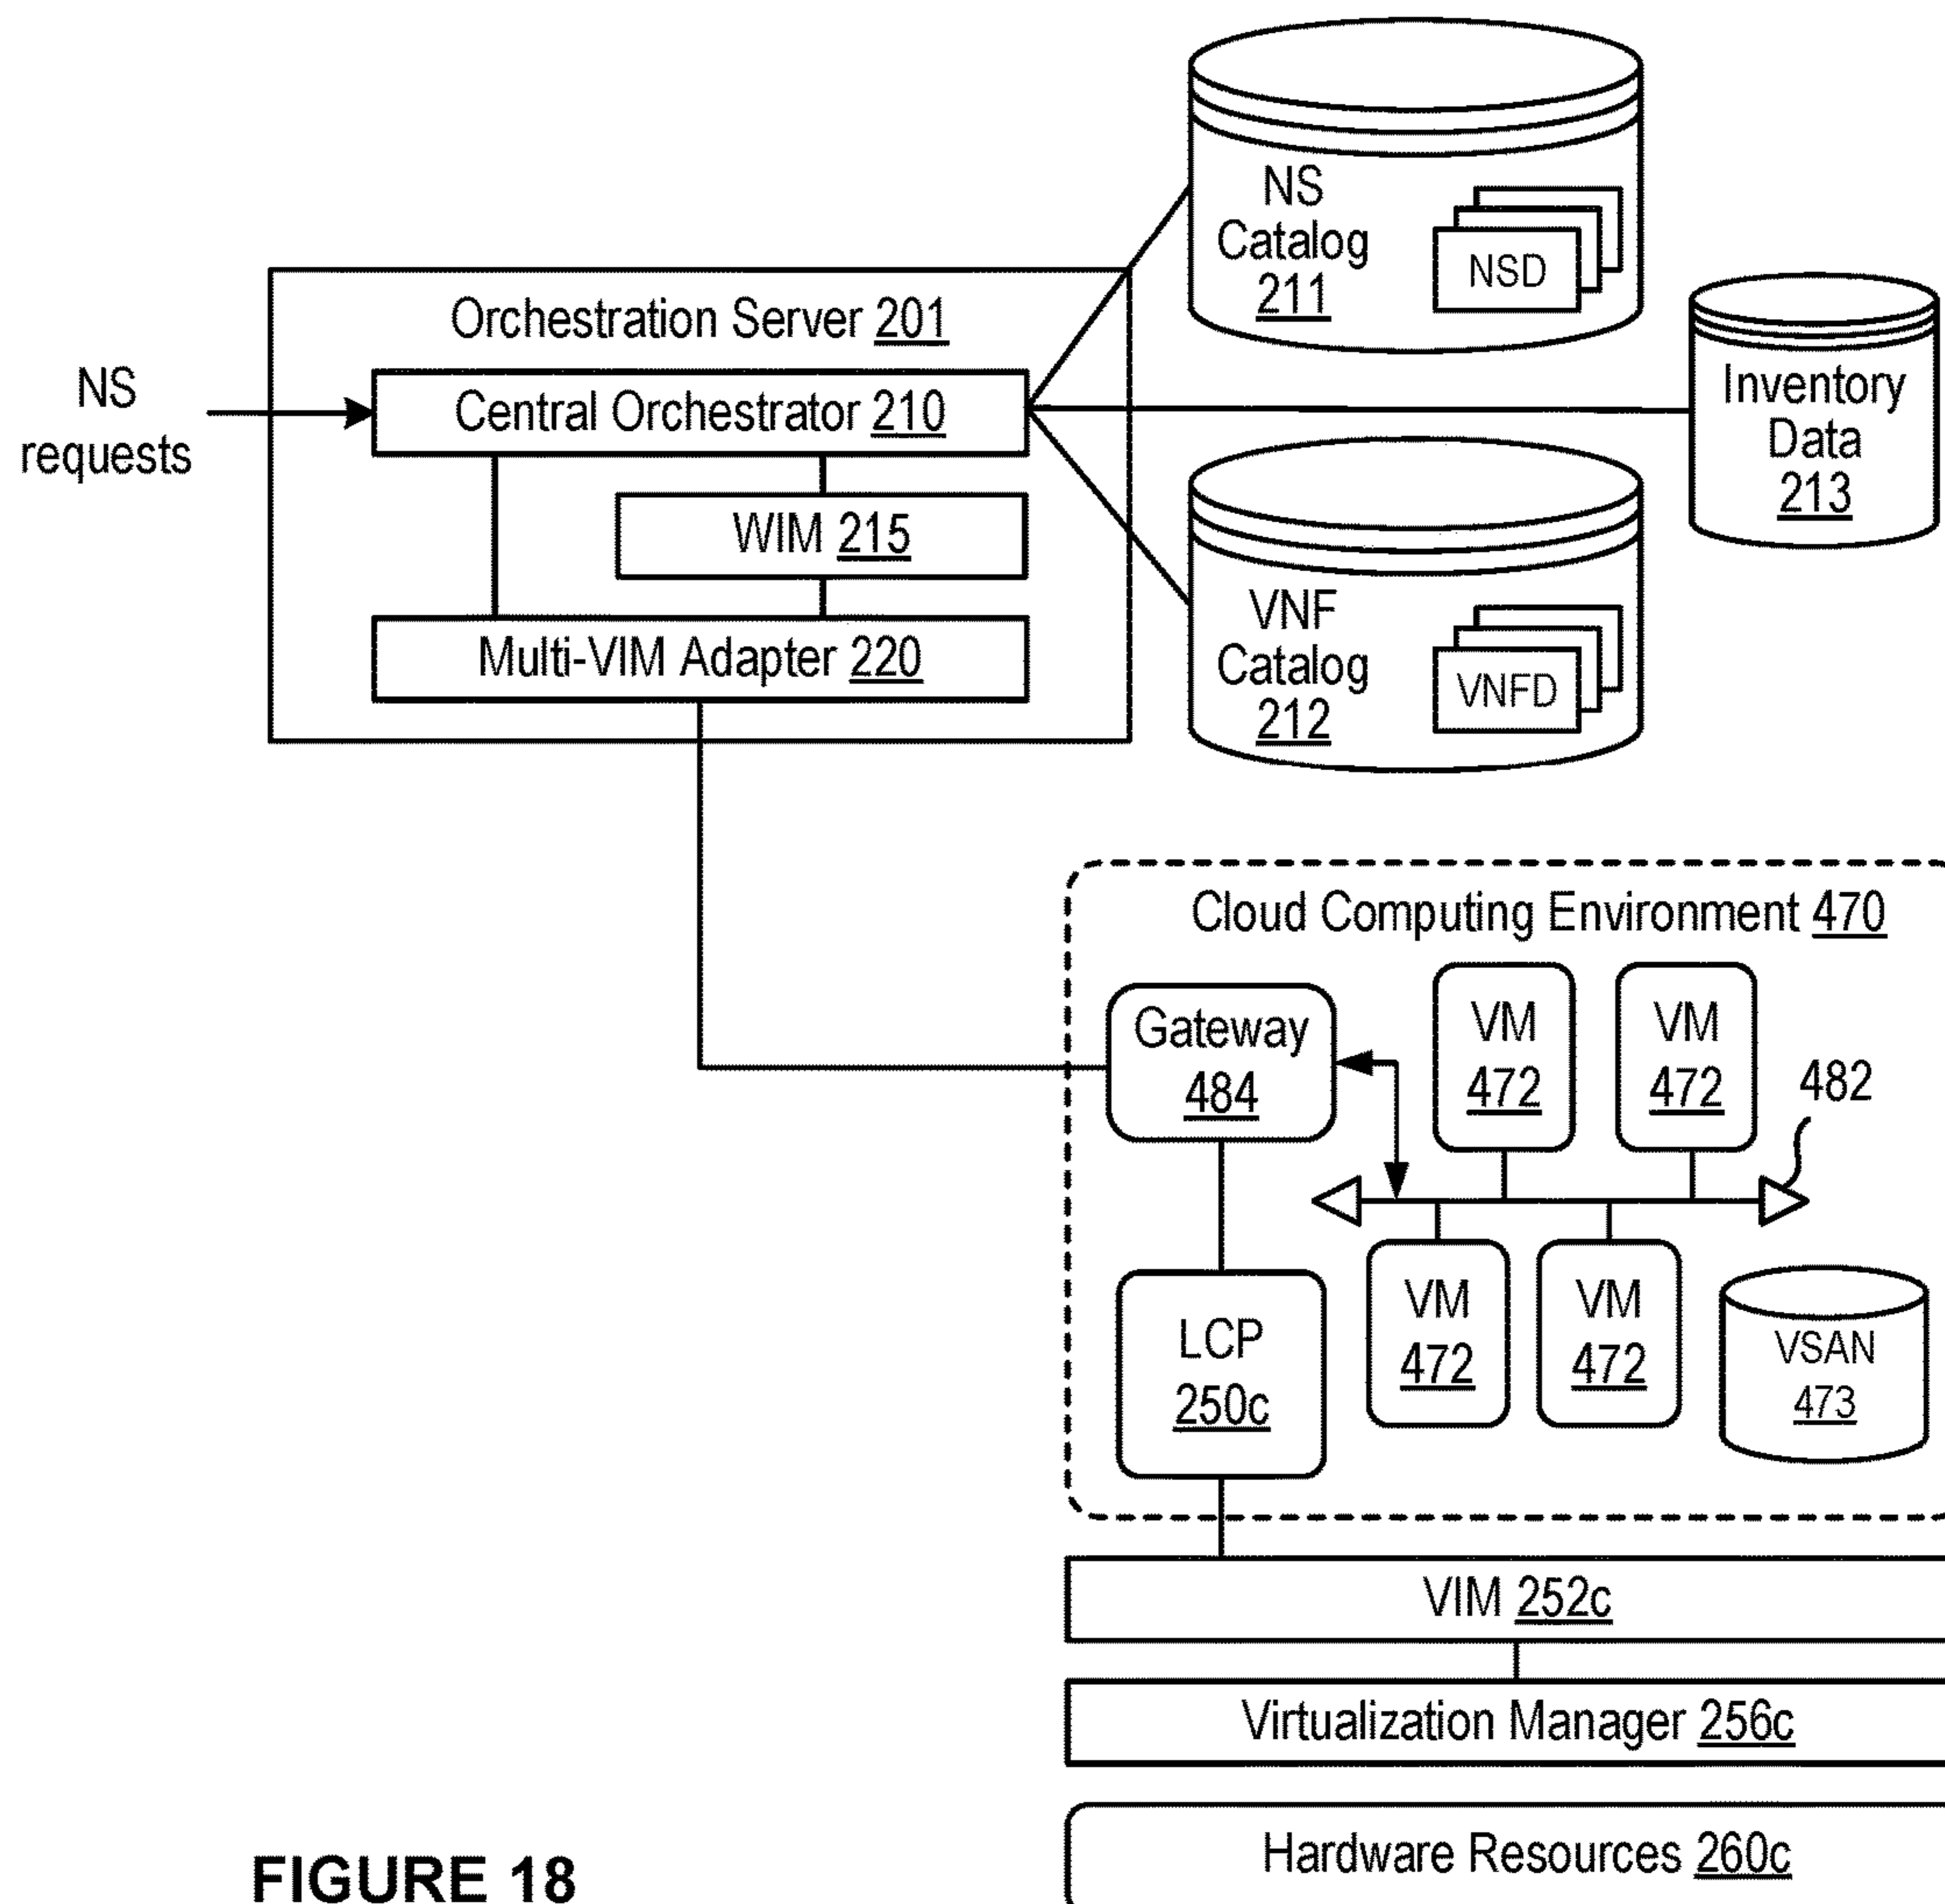 NS
Catalog
211
NSD
Orchestration Server 201
NS
requests
Central Orchestrator 210
Inventory
Data
213
WIM 215
VNF
Catalog
212
VNFD
Multi-VIM Adapter 220
Cloud Computing Environment 470
Gateway
484
VM
472
VM
472
482
LCP
250c
VM
472
VM
472
VSAN
473
VIM 252c
Virtualization Manager 256c
Hardware Resources 260c
FIGURE 18